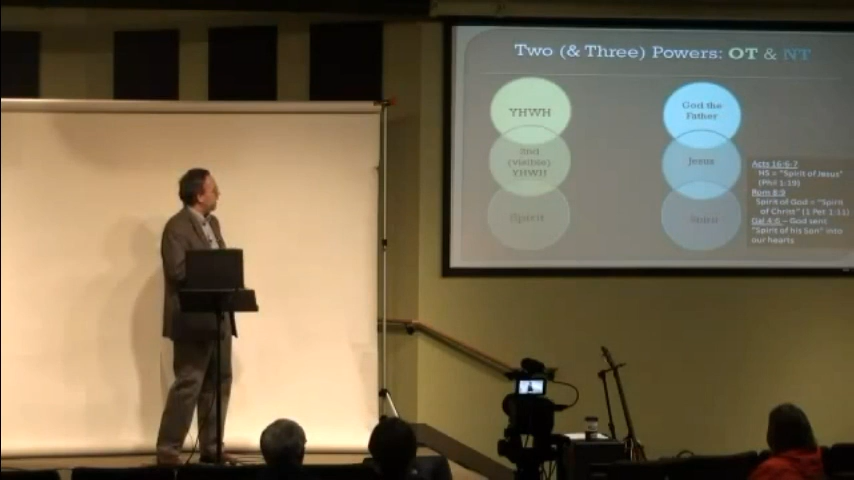 Two (& Three) Powers: OT & NT
YHWH
2nd
(visible)
YHWH
Spirit
God the
Father
Jesus
Spirit
Acts 16:6-7
HS = "Spirit of Jesus"
(Phil 1:19)
Rom 8:9
Spirit of God = "Spirit
of Christ" (1 Pet 1:11)
Gal 4:6 – God sent
"Spirit of his Son" into
our hearts